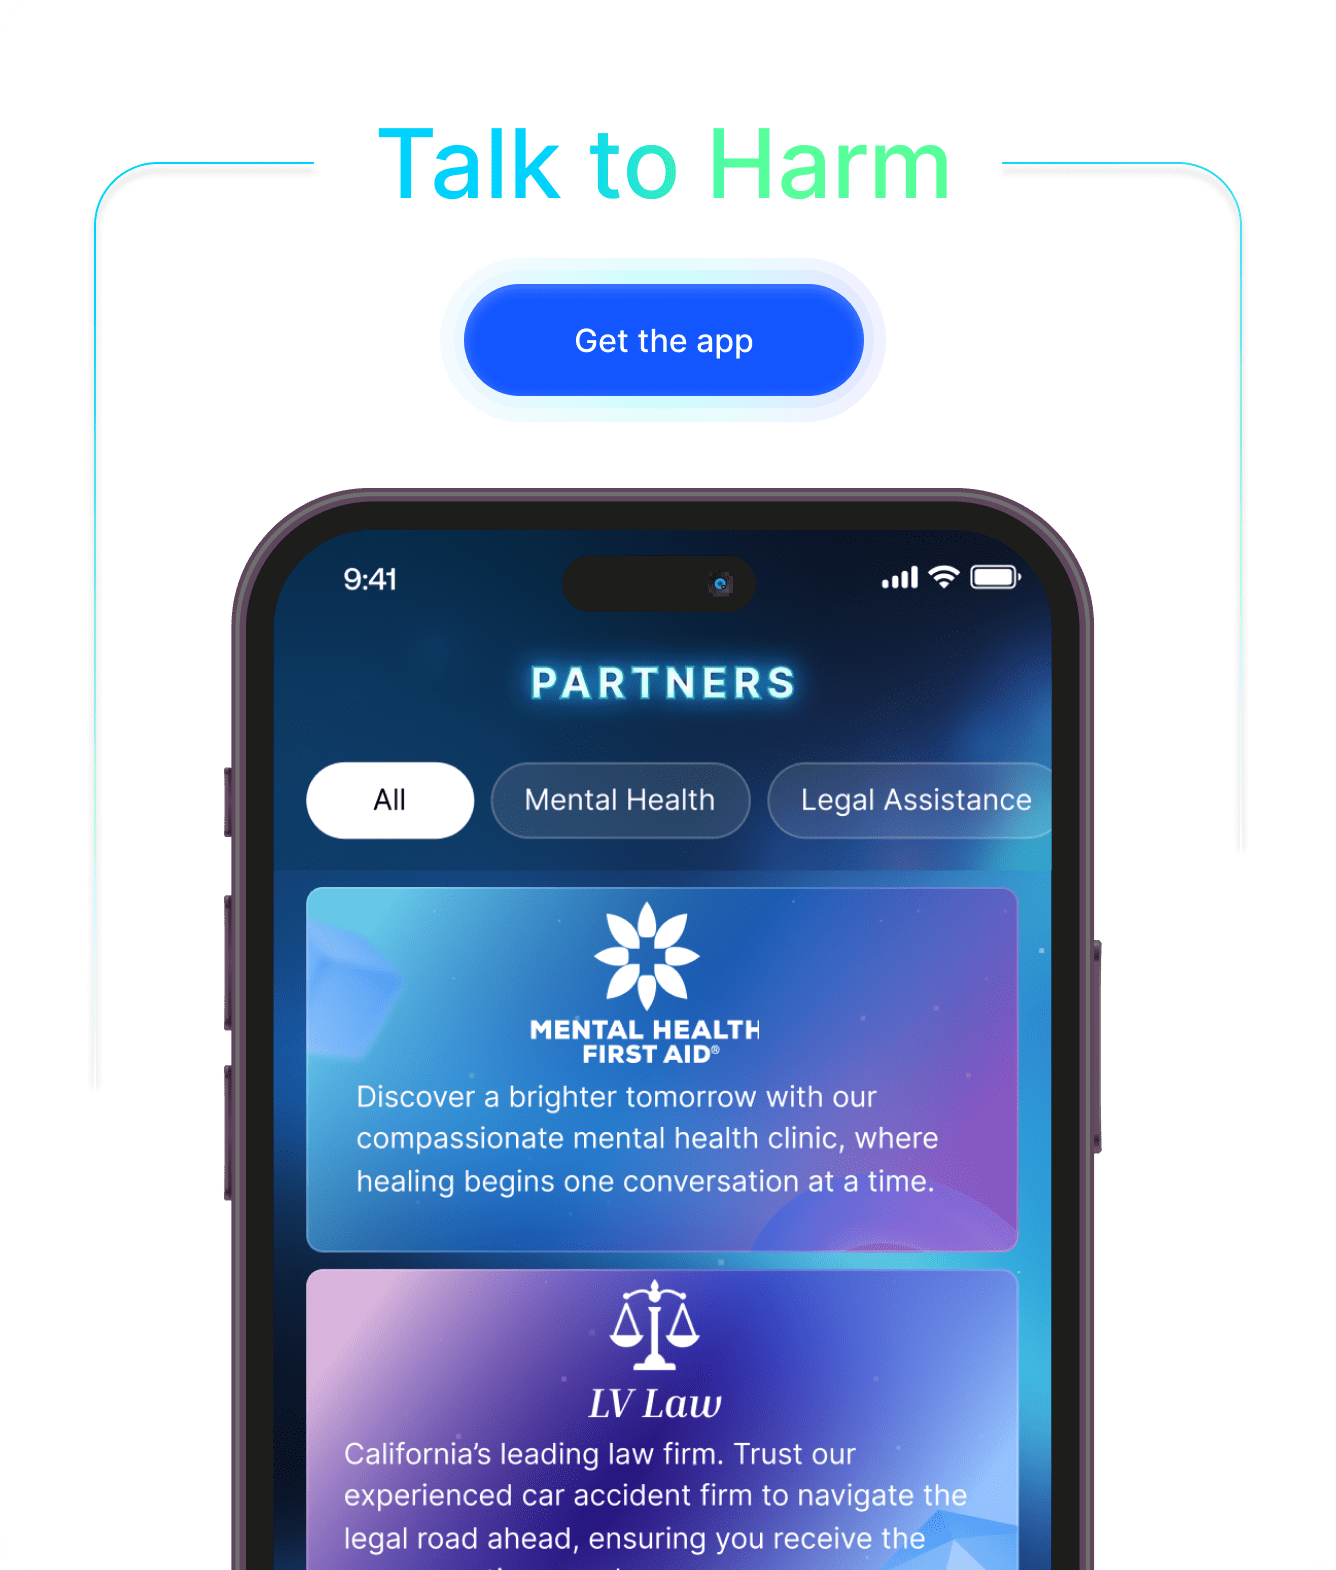 Talk to Harm
Get the app
9:41
PARTNERS
All
Mental Health
Legal Assistance
MENTAL HEALTH
FIRST AID®
Discover a brighter tomorrow with our
compassionate mental health clinic, where
healing begins one conversation at a time.
LV Law
California’s leading law firm. Trust our
experienced car accident firm to navigate the
legal road ahead, ensuring you receive the